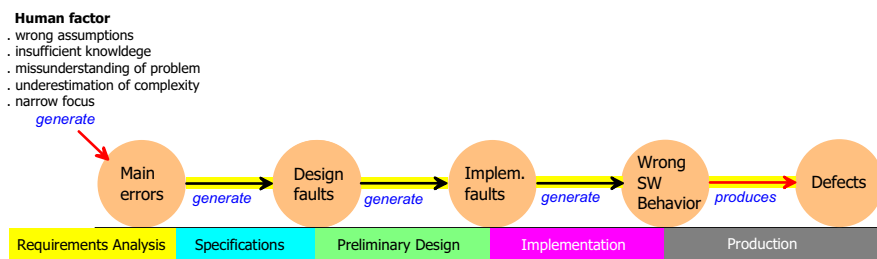 Human factor
. wrong assumptions
. insufficient knowldege
. missunderstanding of problem
. underestimation of complexity
. narrow focus
generate
Main
errors
generate
Design
faults
generate
Implem.
faults
generate
Wrong
SW
Behavior
produces
Defects
Requirements Analysis
Specifications
Preliminary Design
Implementation
Production